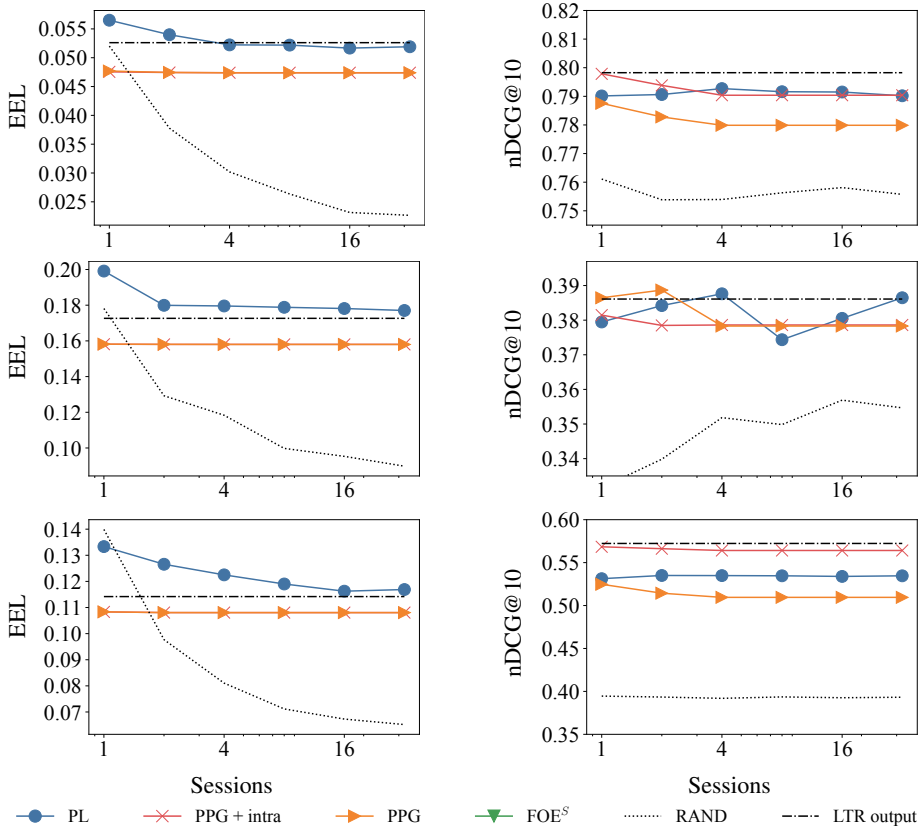 EEL
0.055
0.050
0.045
0.040
0.035
0.030
0.025
1 4 16
nDCG@10
0.82
0.81
0.80
0.79
0.78
0.77
0.76
0.75
1 4 16
EEL
0.20
0.18
0.16
0.14
0.12
0.10
1 4 16
nDCG@10
0.39
0.38
0.37
0.36
0.35
0.34
1 4 16
EEL
0.14
0.13
0.12
0.11
0.10
0.09
0.08
0.07
1 4 16
Sessions
nDCG@10
0.60
0.55
0.50
0.45
0.40
0.35
1 4 16
Sessions
PL PPG + intra PPG FOE^S RAND LTR output